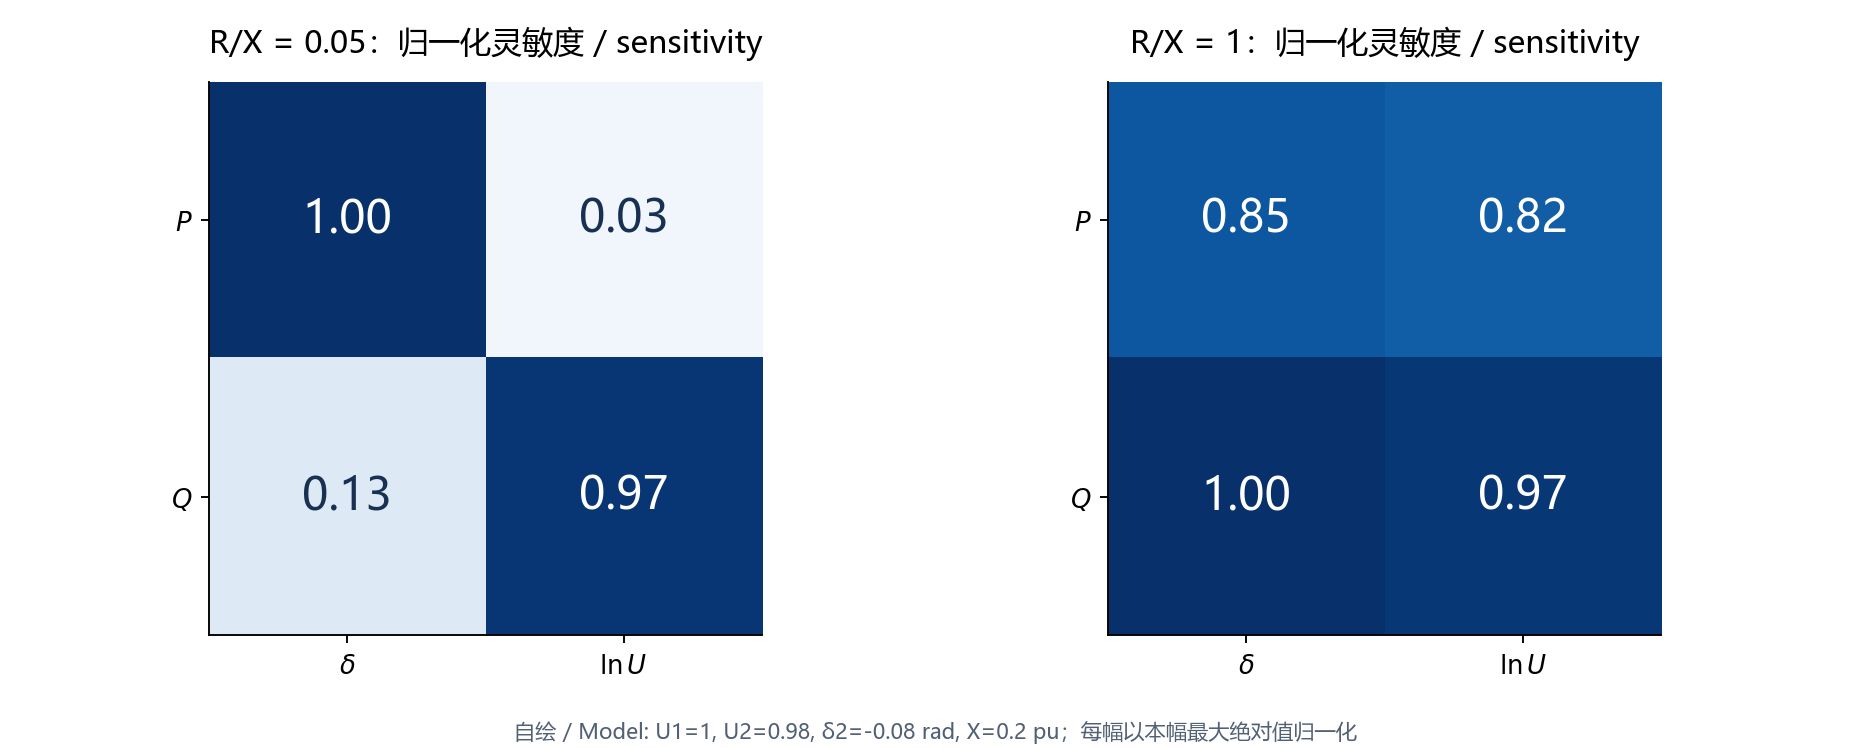 R/X = 0.05：归一化灵敏度 / sensitivity
P
1.00
0.03
Q
0.13
0.97
δ
ln U
R/X = 1：归一化灵敏度 / sensitivity
P
0.85
0.82
Q
1.00
0.97
δ
ln U
自绘 / Model: U1=1, U2=0.98, δ2=-0.08 rad, X=0.2 pu；每幅以本幅最大绝对值归一化